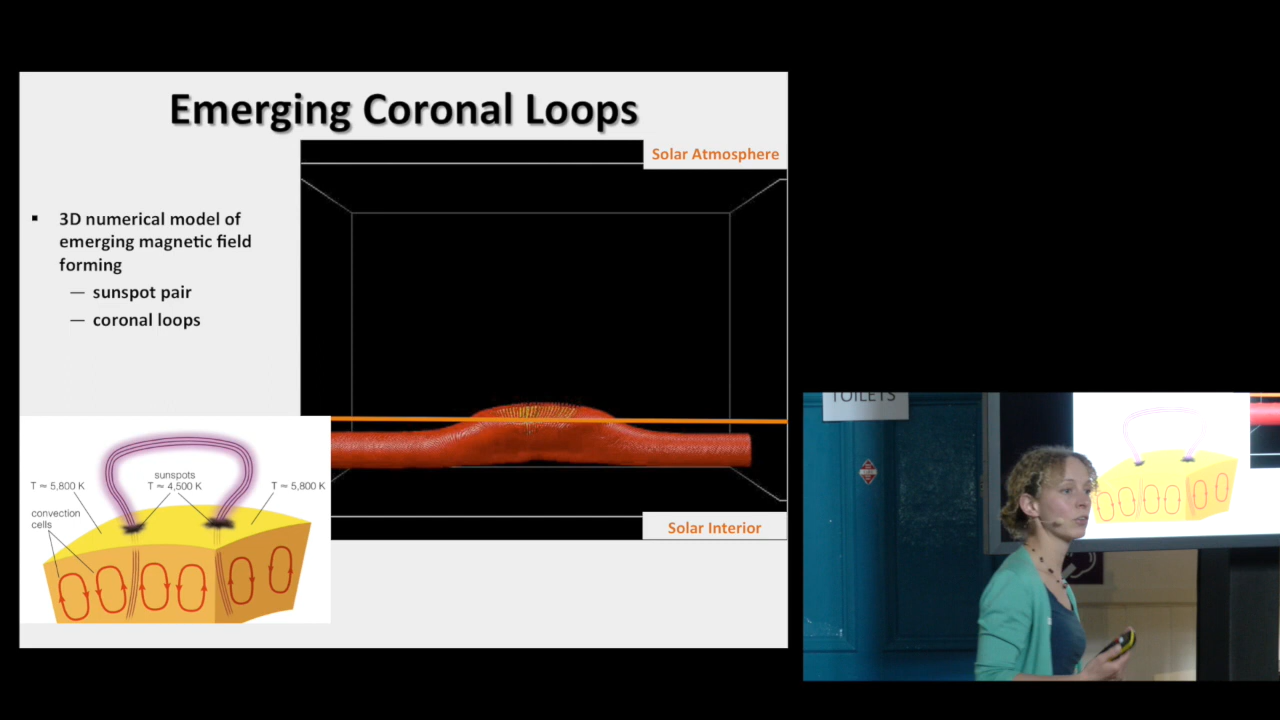 Emerging Coronal Loops
Solar Atmosphere
▪ 3D numerical model of
emerging magnetic field
forming
— sunspot pair
— coronal loops
sunspots
T ≈ 5,800 K
T ≈ 4,500 K
T ≈ 5,800 K
convection
cells
Solar Interior
TOILETS